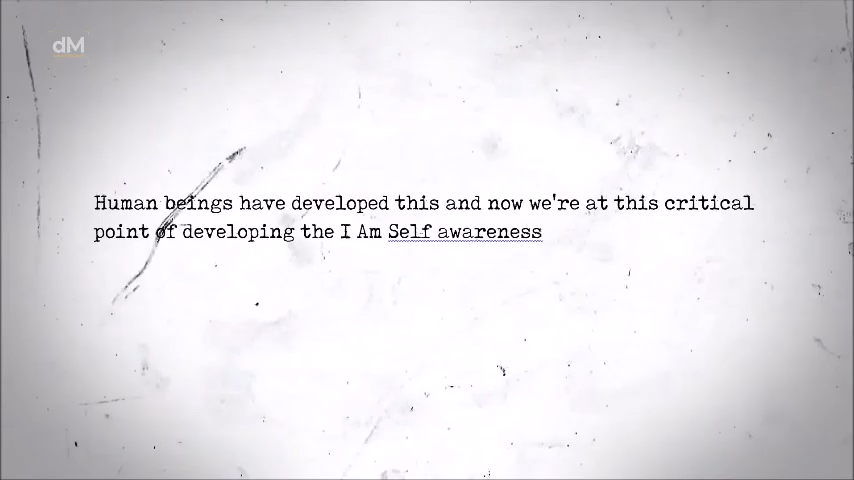 dM
Human beings have developed this and now we're at this critical
point of developing the I Am Self awareness